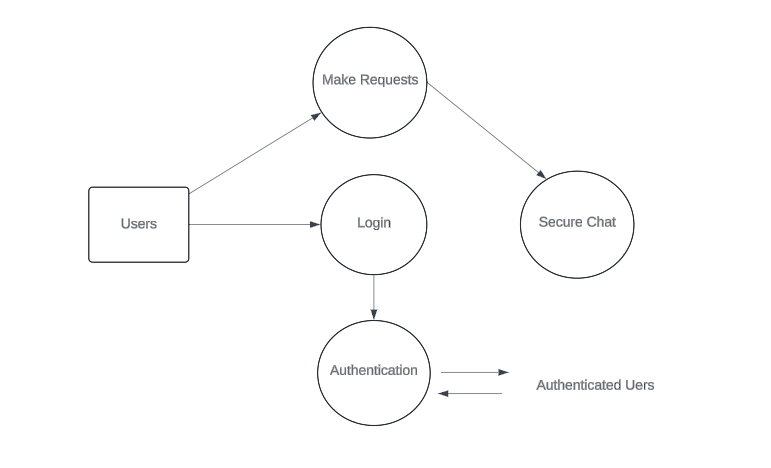 Make Requests
Users
Login
Secure Chat
Authentication
Authenticated Uers